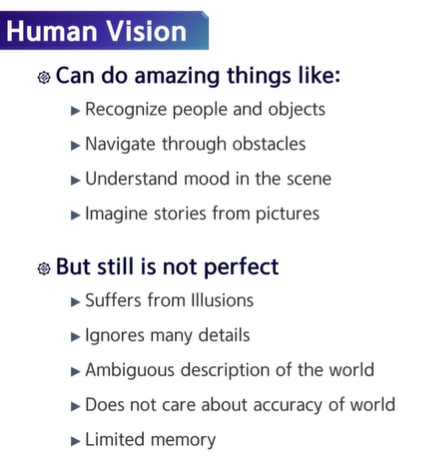 Human Vision
Can do amazing things like:
Recognize people and objects
Navigate through obstacles
Understand mood in the scene
Imagine stories from pictures
But still is not perfect
Suffers from Illusions
Ignores many details
Ambiguous description of the world
Does not care about accuracy of world
Limited memory